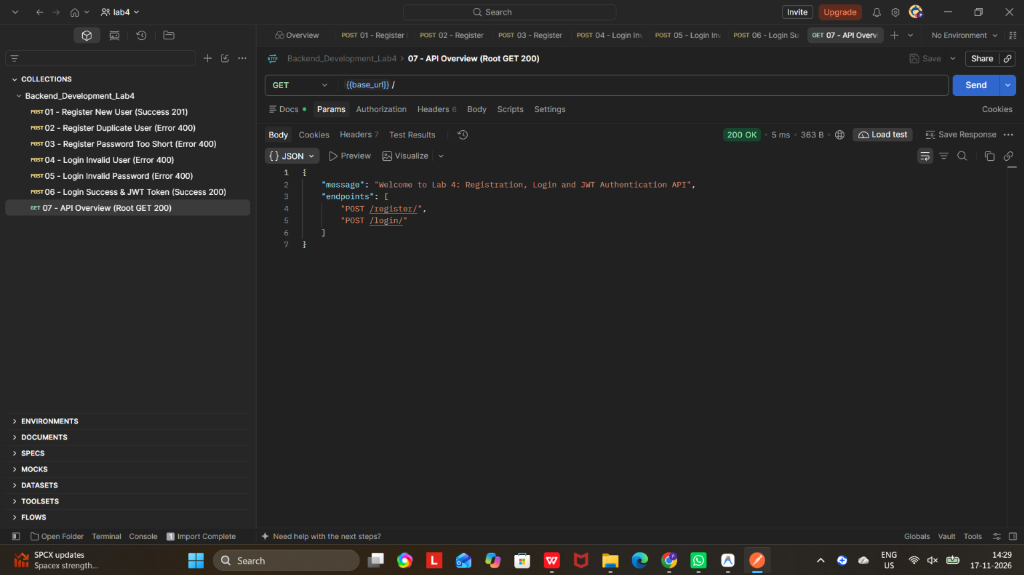 lab4
Search
Invite
Upgrade
Overview
POST 01 - Register
POST 02 - Register
POST 03 - Register
POST 04 - Login In
POST 05 - Login Inv
POST 06 - Login Su
GET 07 - API Overv
No Environment
COLLECTIONS
Backend_Development_Lab4
POST 01 - Register New User (Success 201)
POST 02 - Register Duplicate User (Error 400)
POST 03 - Register Password Too Short (Error 400)
POST 04 - Login Invalid User (Error 400)
POST 05 - Login Invalid Password (Error 400)
POST 06 - Login Success & JWT Token (Success 200)
GET 07 - API Overview (Root GET 200)
ENVIRONMENTS
DOCUMENTS
SPECS
MOCKS
DATASETS
TOOLSETS
FLOWS
Backend_Development_Lab4 > 07 - API Overview (Root GET 200)
Save
Share
GET
{{base_url}} /
Send
Docs
Params
Authorization
Headers 6
Body
Scripts
Settings
Cookies
Body
Cookies
Headers 7
Test Results
200 OK
5 ms
363 B
Load test
Save Response
{} JSON
Preview
Visualize
1 {
2 "message": "Welcome to Lab 4: Registration, Login and JWT Authentication API",
3 "endpoints": [
4 "POST /register/",
5 "POST /login/"
6 ]
7 }
Open Folder
Terminal
Console
1 Import Complete
Need help with the next steps?
Globals
Vault
Tools
SPCX updates
Spacex strength...
Search
L
W
ENG
US
14:29
17-11-2026